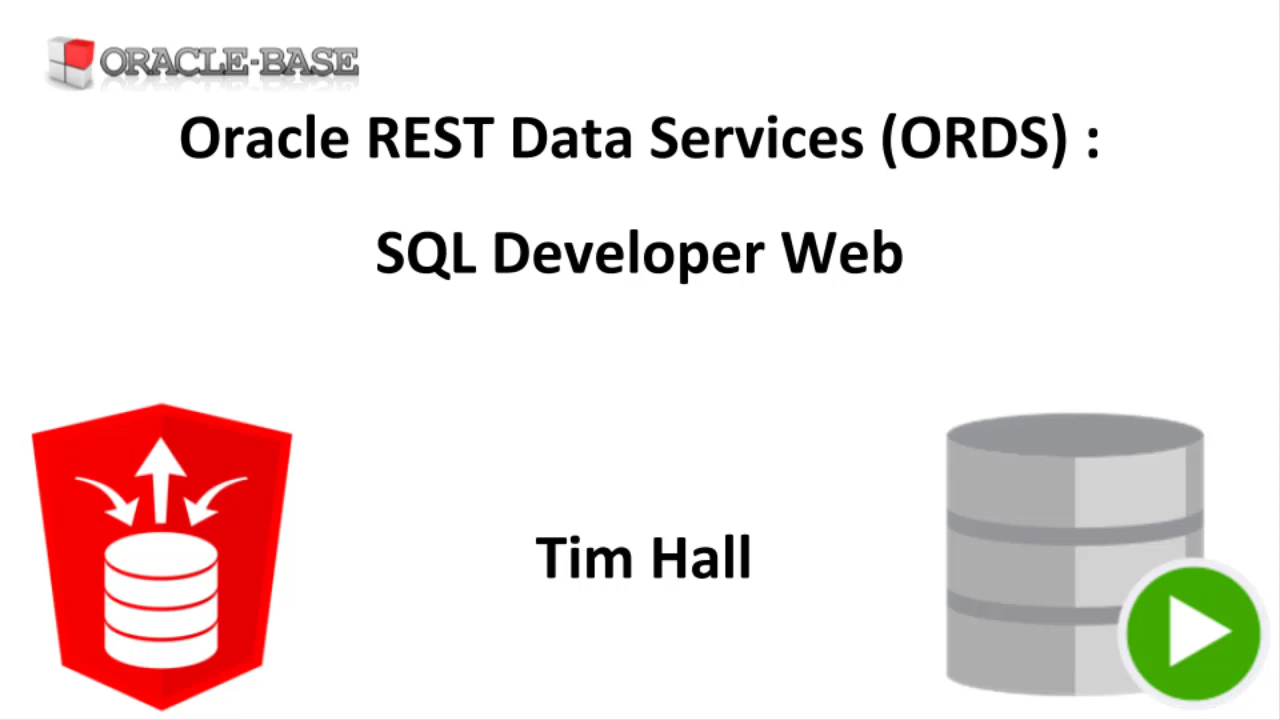 ORACLE-BASE
Oracle REST Data Services (ORDS) :
SQL Developer Web
Tim Hall